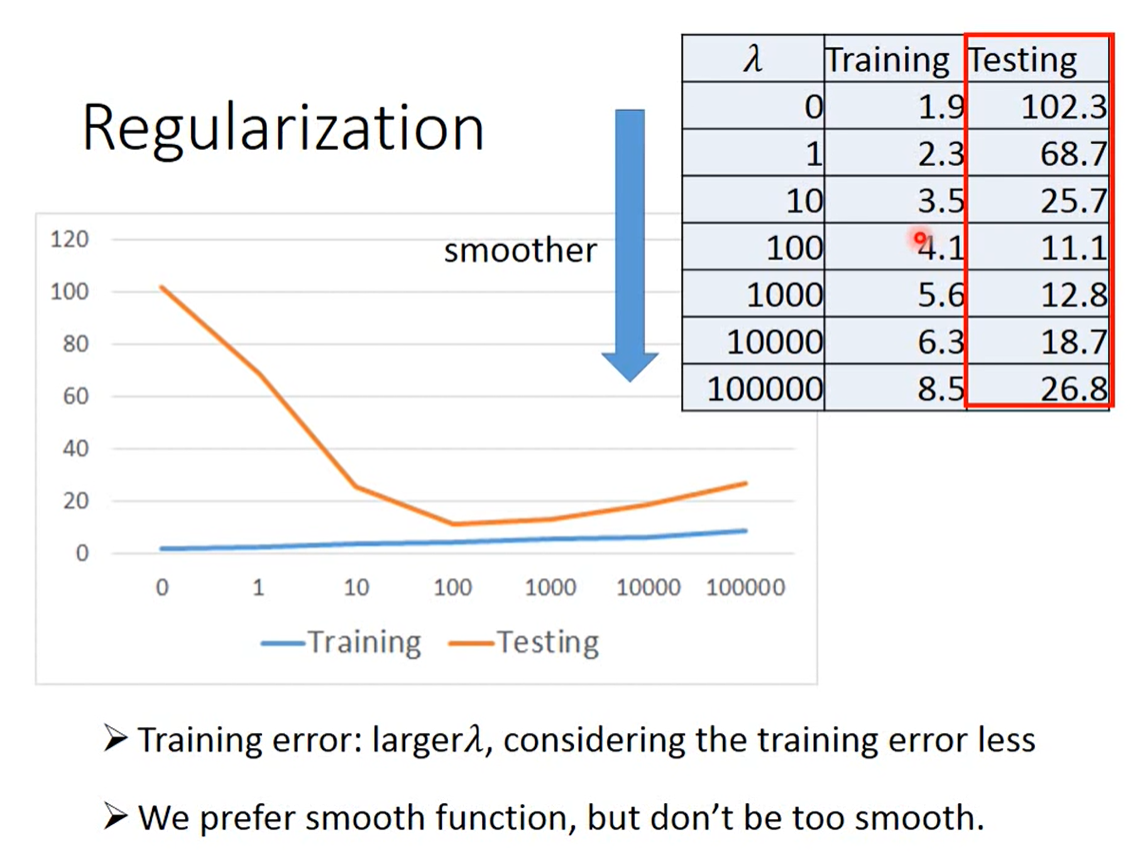 Regularization
smoother
λ Training Testing
0 1.9 102.3
1 2.3 68.7
10 3.5 25.7
100 4.1 11.1
1000 5.6 12.8
10000 6.3 18.7
100000 8.5 26.8
120
100
80
60
40
20
0
0 1 10 100 1000 10000 100000
Training Testing
➢ Training error: largerλ, considering the training error less
➢ We prefer smooth function, but don’t be too smooth.